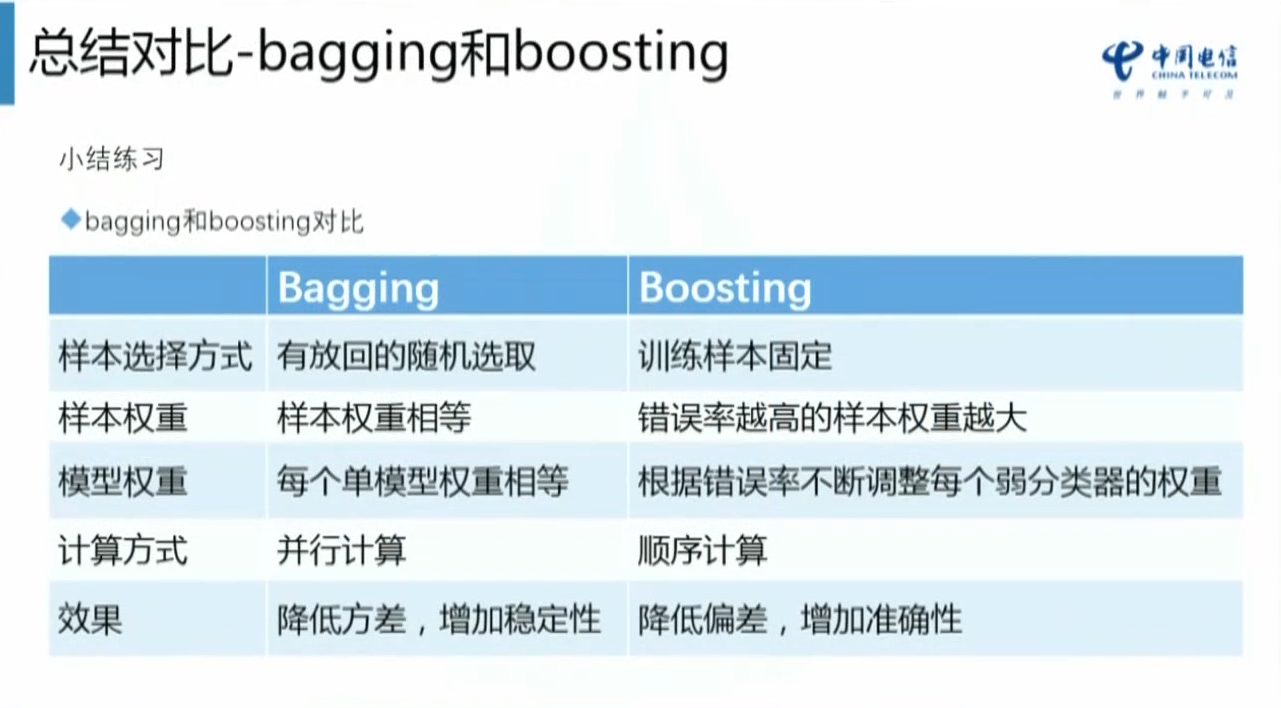 总结对比-bagging和boosting
中国电信
CHINA TELECOM
世界触手可及
小结练习
bagging和boosting对比
Bagging Boosting
样本选择方式 有放回的随机选取 训练样本固定
样本权重 样本权重相等 错误率越高的样本权重越大
模型权重 每个单模型权重相等 根据错误率不断调整每个弱分类器的权重
计算方式 并行计算 顺序计算
效果 降低方差，增加稳定性 降低偏差，增加准确性